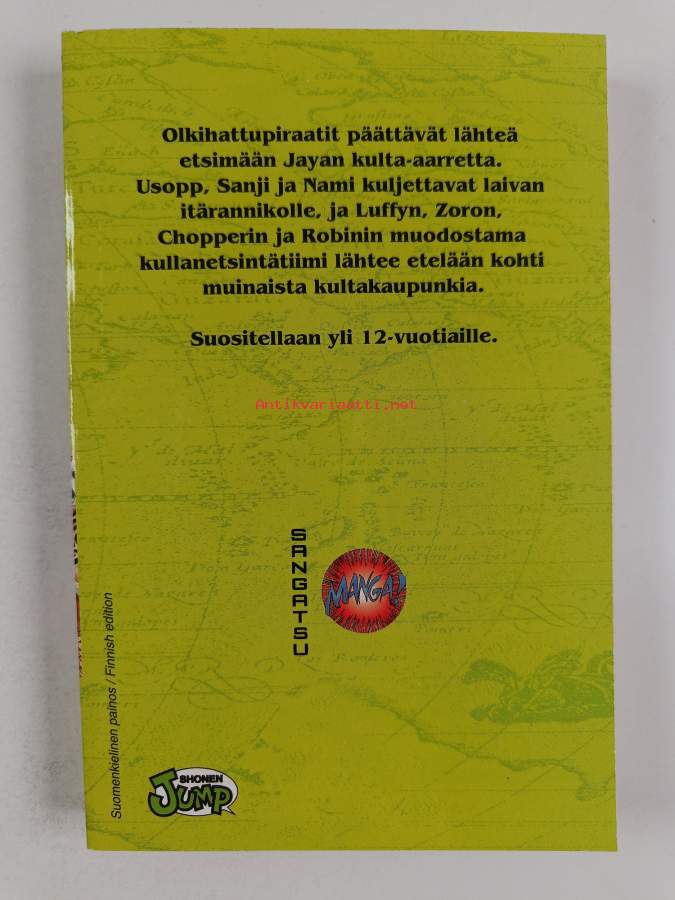 Olkihattupiraatit päättävät lähteä
etsimään Jayan kulta-aarretta.
Usopp, Sanji ja Nami kuljettavat laivan
itärannikolle, ja Luffyn, Zoron,
Chopperin ja Robinin muodostama
kullanetsintätiimi lähtee etelään kohti
muinaista kultakaupunkia.
Suositellaan yli 12-vuotiaille.
Antikvariaatti.net
SANGATSU
MANGA!
Suomenkielinen painos / Finnish edition
SHONEN
JUMP